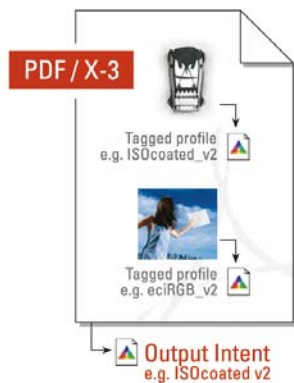 PDF/X-3
Tagged profile
e.g. ISOcoated_v2
Tagged profile
e.g. eciRGB_v2
Output Intent
e.g. ISOcoated v2